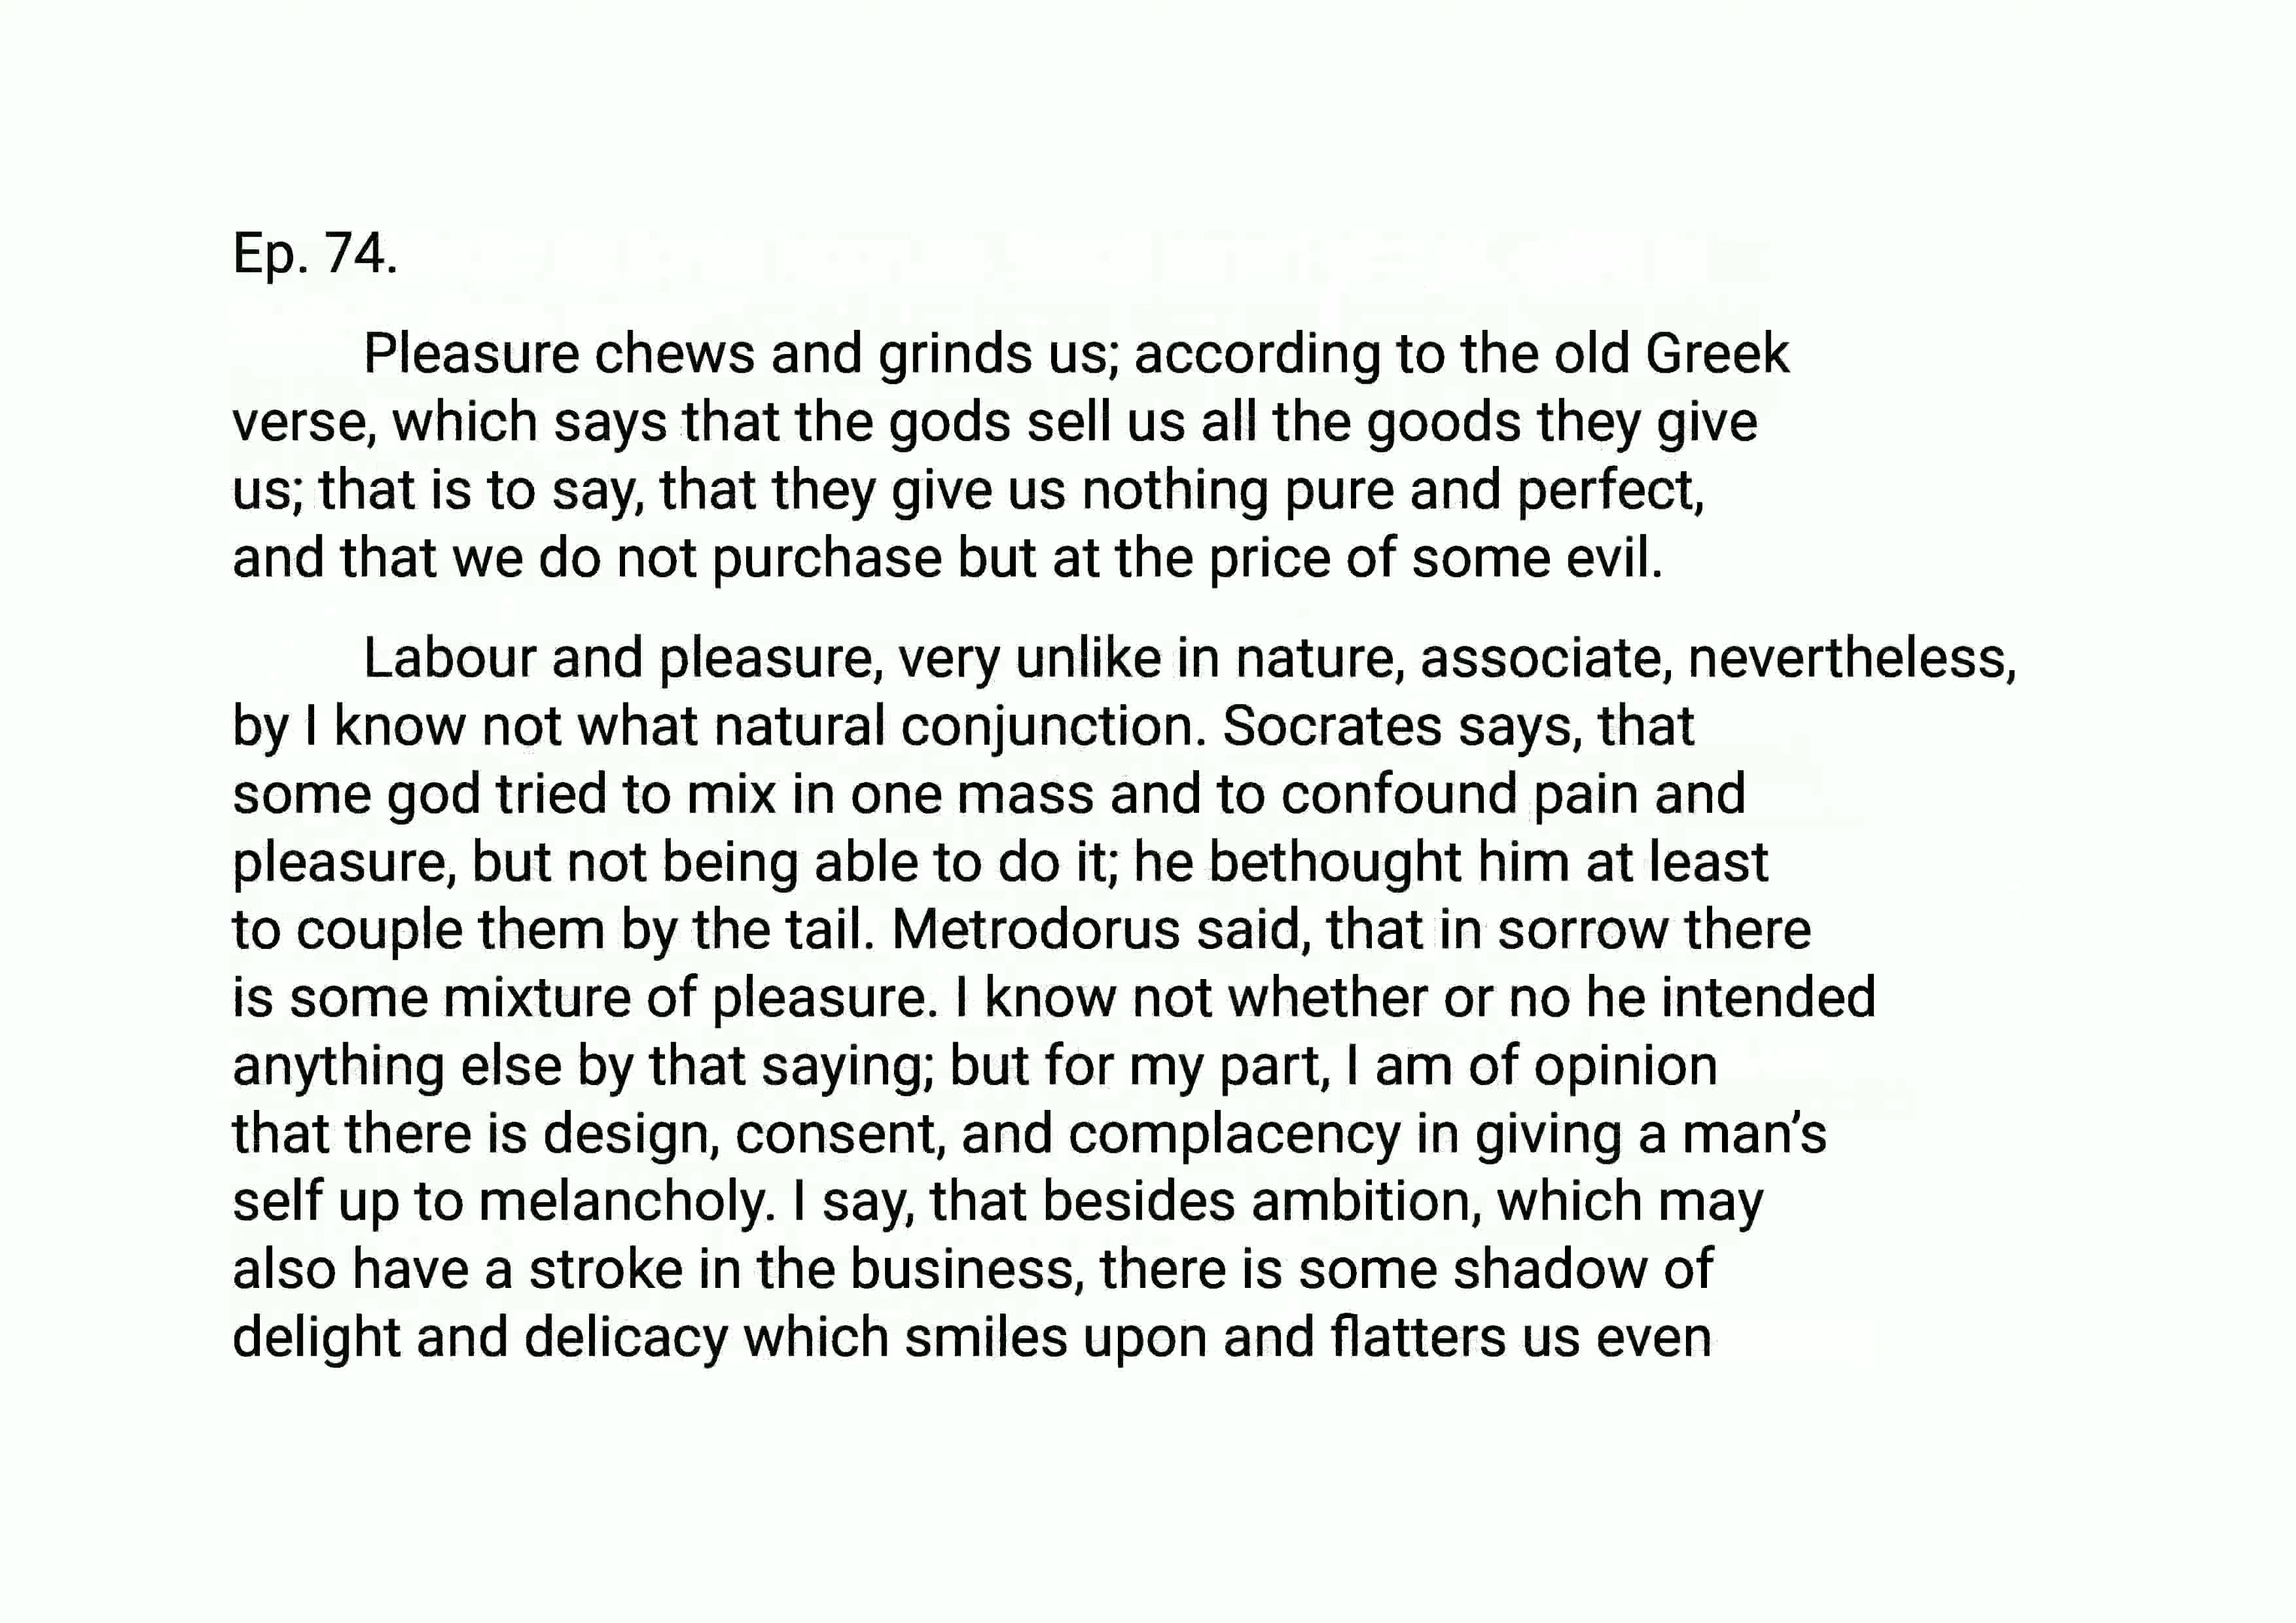 Ep. 74.
Pleasure chews and grinds us; according to the old Greek
verse, which says that the gods sell us all the goods they give
us; that is to say, that they give us nothing pure and perfect,
and that we do not purchase but at the price of some evil.
Labour and pleasure, very unlike in nature, associate, nevertheless,
by I know not what natural conjunction. Socrates says, that
some god tried to mix in one mass and to confound pain and
pleasure, but not being able to do it; he bethought him at least
to couple them by the tail. Metrodorus said, that in sorrow there
is some mixture of pleasure. I know not whether or no he intended
anything else by that saying; but for my part, I am of opinion
that there is design, consent, and complacency in giving a man’s
self up to melancholy. I say, that besides ambition, which may
also have a stroke in the business, there is some shadow of
delight and delicacy which smiles upon and flatters us even